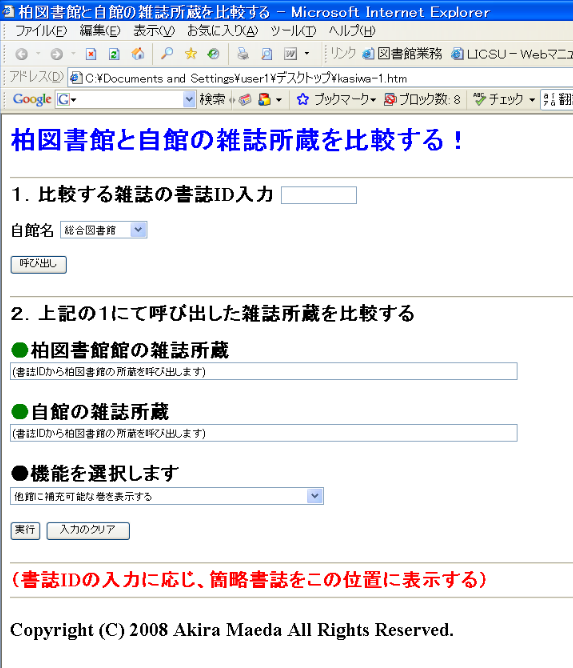 柏図書館と自館の雑誌所蔵を比較する - Microsoft Internet Explorer
ファイル(F) 編集(E) 表示(V) お気に入り(A) ツール(T) ヘルプ(H)
リンク 図書館業務 LICSU-Webマニュ
アドレス(D) C:¥Documents and Settings¥user1¥デスクトップ¥kasiwa-1.htm
Google G 検索 ブックマーク ブロック数: 8 チェック 翻
柏図書館と自館の雑誌所蔵を比較する！
１．比較する雑誌の書誌ID入力
自館名 総合図書館
呼び出し
２．上記の１にて呼び出した雑誌所蔵を比較する
●柏図書館館の雑誌所蔵
(書誌IDから柏図書館の所蔵を呼び出します)
●自館の雑誌所蔵
(書誌IDから柏図書館の所蔵を呼び出します)
●機能を選択します
他館に補充可能な巻を表示する
実行 入力のクリア
（書誌IDの入力に応じ、簡略書誌をこの位置に表示する）
Copyright (C) 2008 Akira Maeda All Rights Reserved.